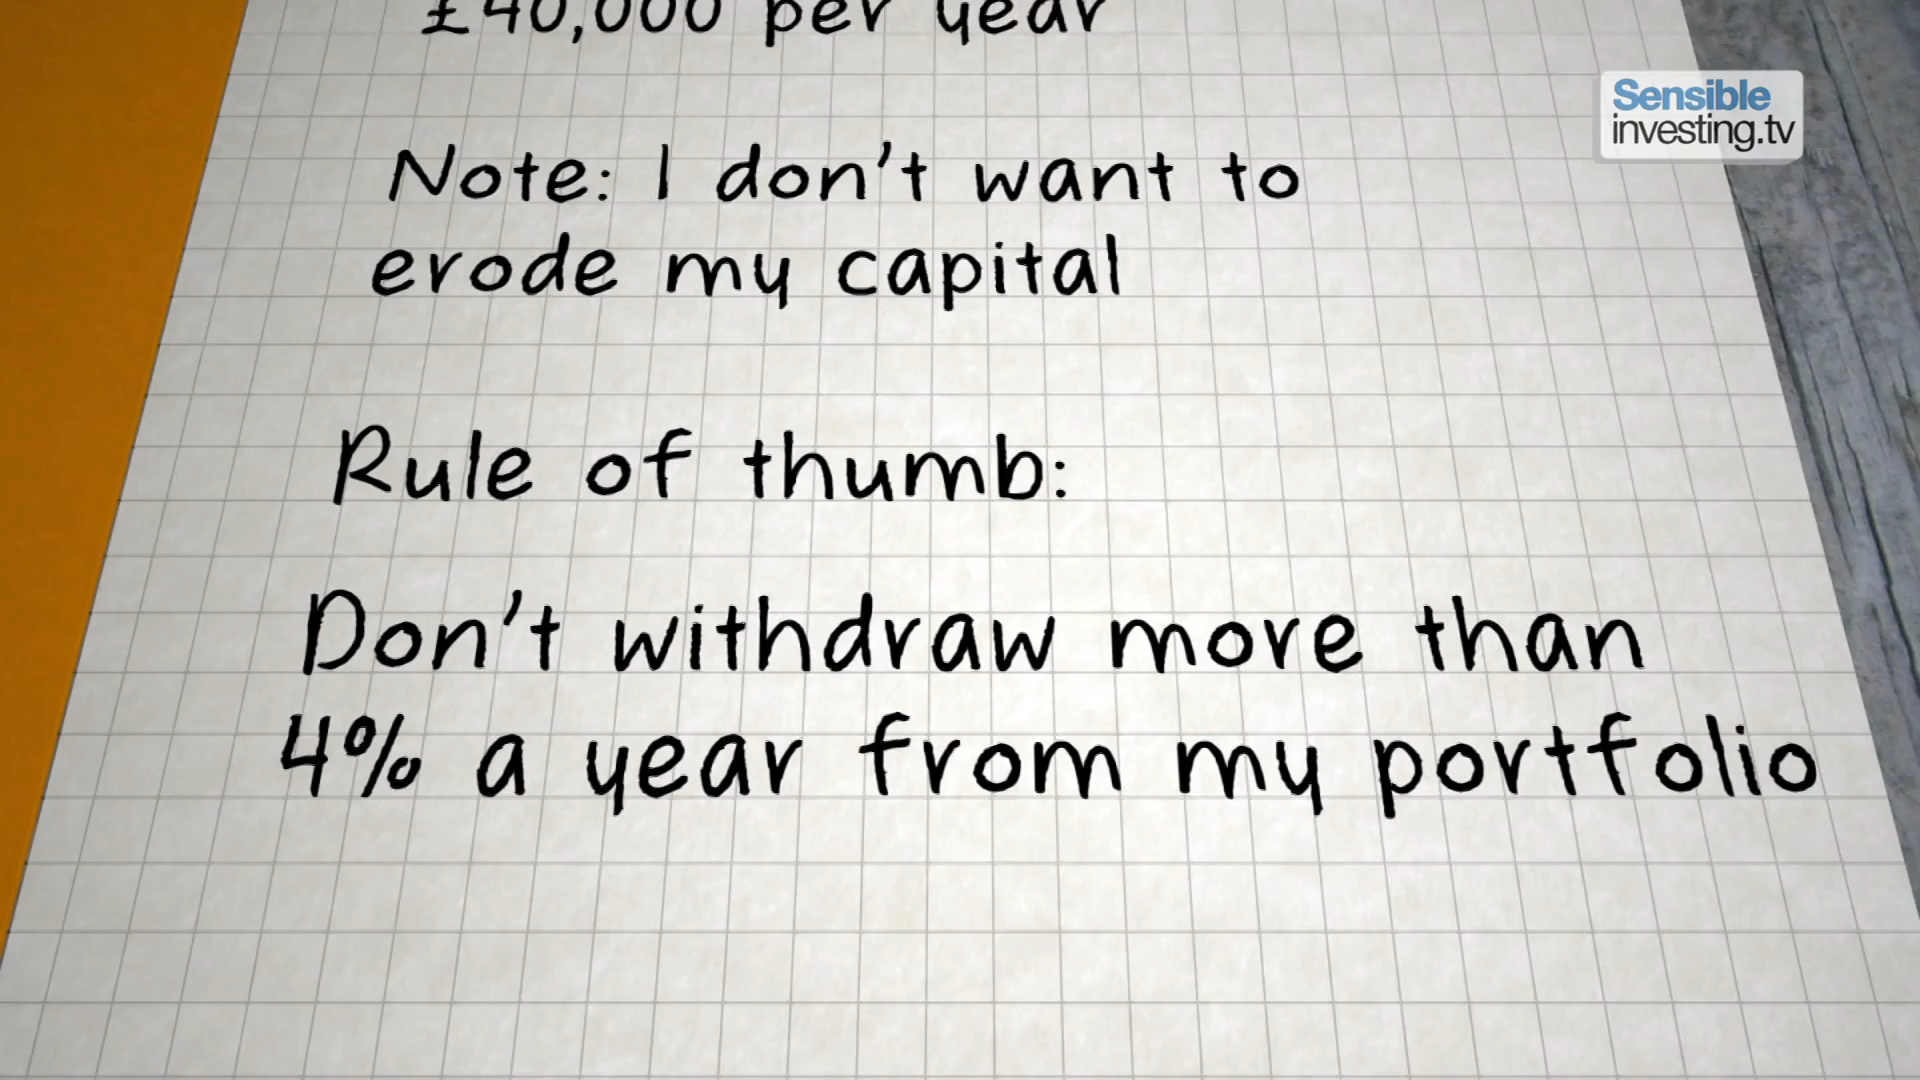 £40,000 per year
Sensible
investing.tv
Note: I don't want to
erode my capital
Rule of thumb:
Don't withdraw more than
4% a year from my portfolio